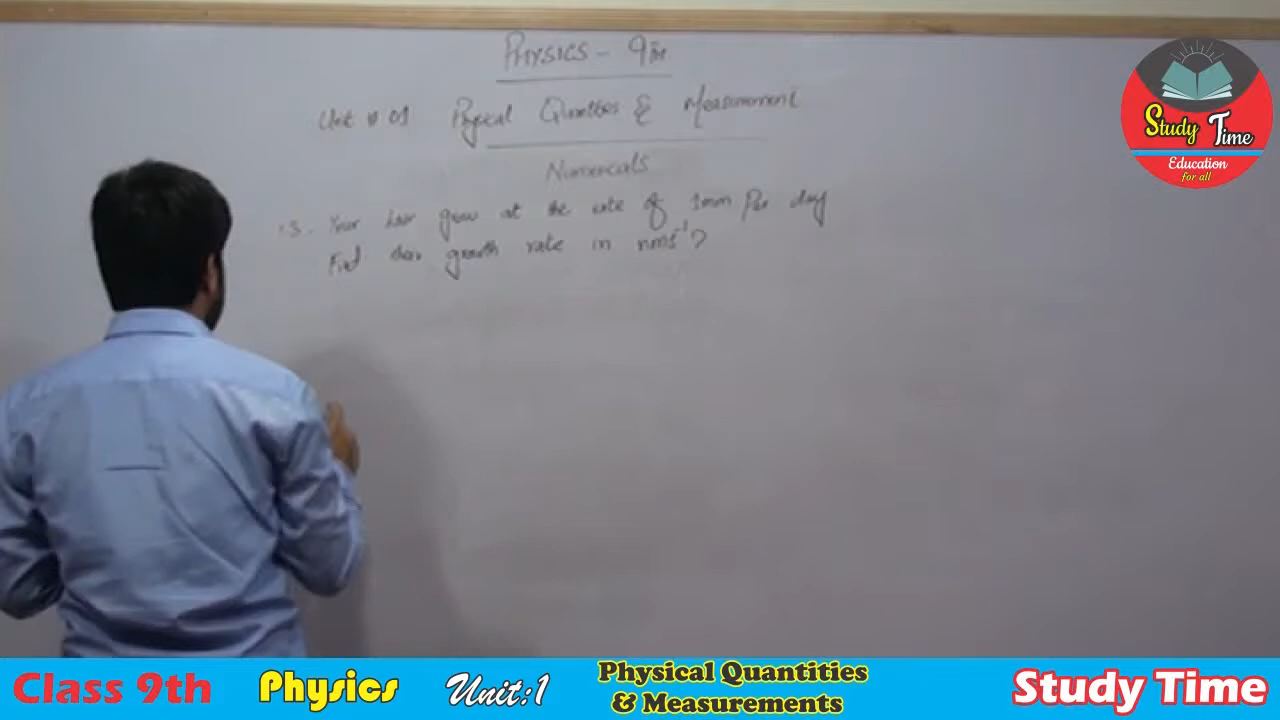 PHYSICS - 9th
Unit # 01 Physical Quantities & Measurement
Numericals
1.3. Your hair grow at the rate of 1mm Per day
Find their growth rate in nms⁻¹?
Study Time
Education
for all
Class 9th Physics Unit:1 Physical Quantities & Measurements Study Time